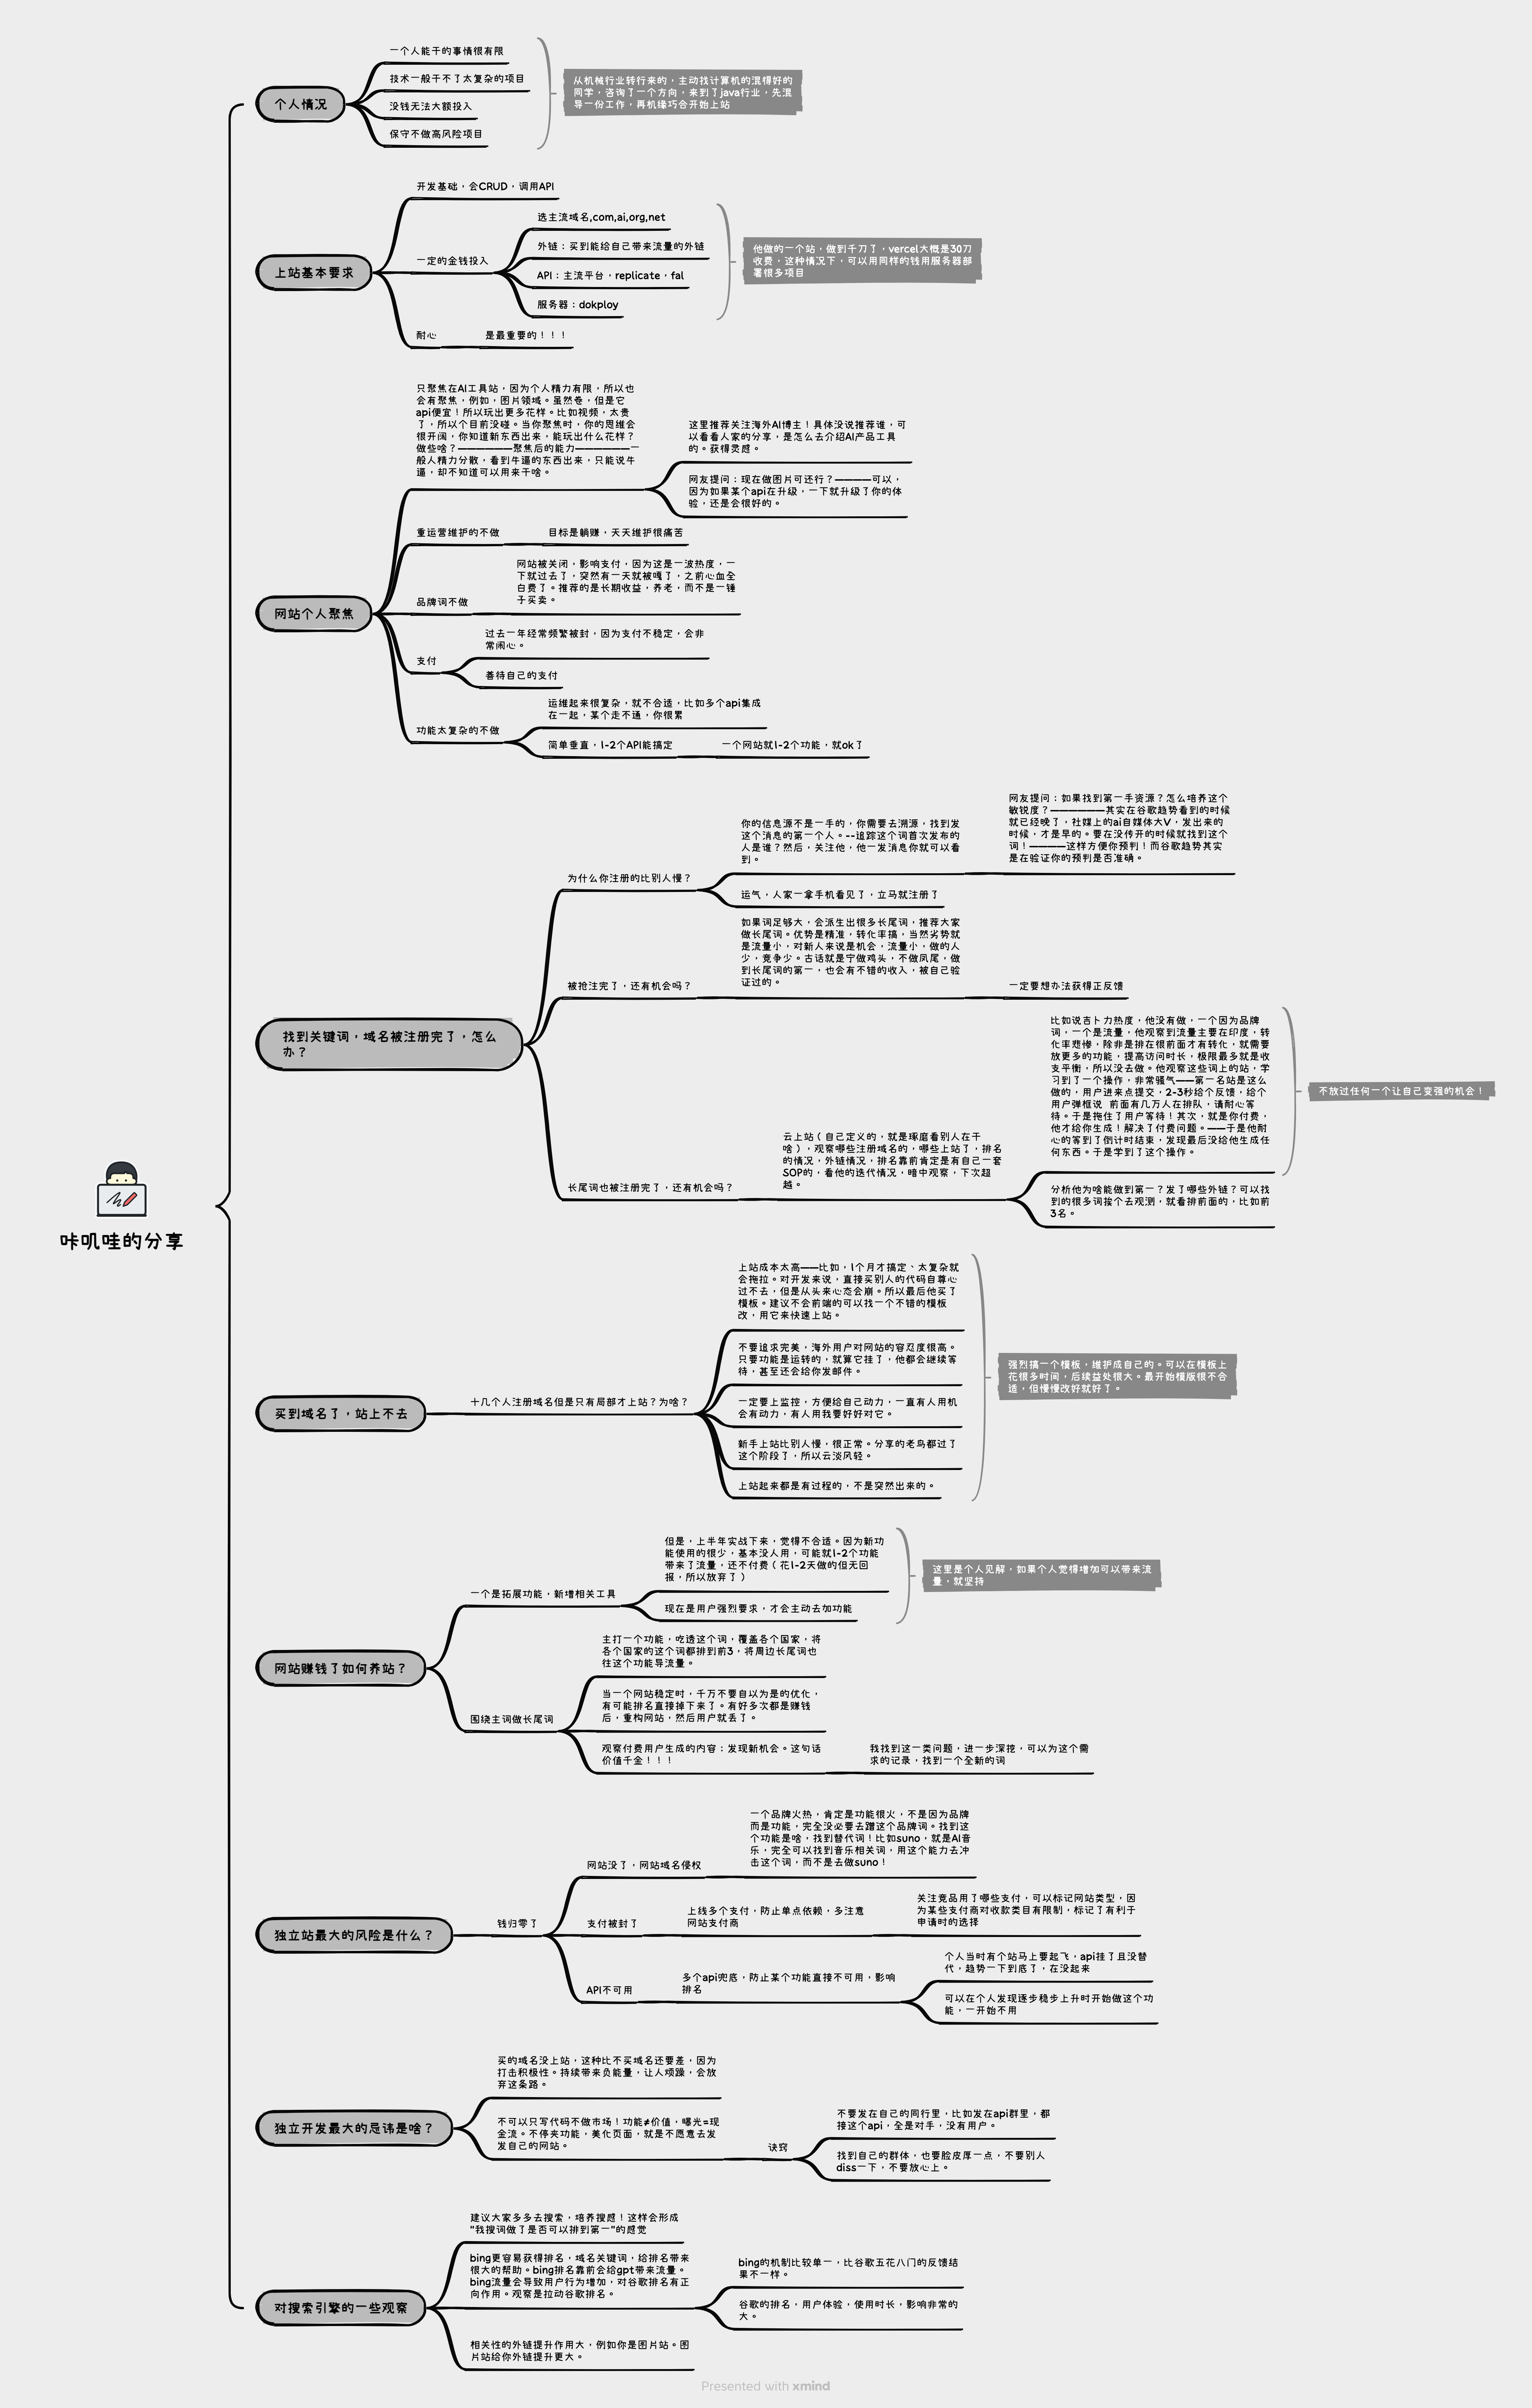 咔叽哇的分享
个人情况
一个人能干的事情很有限
技术一般干不了太复杂的项目
没钱无法大额投入
保守不做高风险项目
从机械行业转行来的，主动找计算机的混得好的
同学，咨询了一个方向，来到了java行业，先混
导一份工作，再机缘巧合开始上站
上站基本要求
开发基础，会CRUD，调用API
一定的金钱投入
选主流域名,com,ai,org,net
外链：买到能给自己带来流量的外链
API：主流平台，replicate，fal
服务器：dokploy
他做的一个站，做到千刀了，vercel大概是30刀
收费，这种情况下，可以用同样的钱用服务器部
署很多项目
耐心
是最重要的！！！
网站个人聚焦
只聚焦在AI工具站，因为个人精力有限，所以也
会有聚焦，例如，图片领域。虽然卷，但是它
api便宜！所以玩出更多花样。比如视频，太贵
了，所以个目前没碰。当你聚焦时，你的思维会
很开阔，你知道新东西出来，能玩出什么花样？
做些啥？——————聚焦后的能力——————一
般人精力分散，看到牛逼的东西出来，只能说牛
逼，却不知道可以用来干啥。
这里推荐关注海外AI博主！具体没说推荐谁，可
以看看人家的分享，是怎么去介绍AI产品工具
的。获得灵感。
网友提问：现在做图片可还行？————可以，
因为如果某个api在升级，一下就升级了你的体
验，还是会很好的。
重运营维护的不做
目标是躺赚，天天维护很痛苦
品牌词不做
网站被关闭，影响支付，因为这是一波热度，一
下就过去了，突然有一天就被嘎了，之前心血全
白费了。推荐的是长期收益，养老，而不是一锤
子买卖。
支付
过去一年经常频繁被封，因为支付不稳定，会非
常闹心。
善待自己的支付
功能太复杂的不做
运维起来很复杂，就不合适，比如多个api集成
在一起，某个走不通，你很累
简单垂直，1-2个API能搞定
一个网站就1-2个功能，就ok了
找到关键词，域名被注册完了，怎么
办？
为什么你注册的比别人慢？
你的信息源不是一手的，你需要去溯源，找到发
这个消息的第一个人。--追踪这个词首次发布的
人是谁？然后，关注他，他一发消息你就可以看
到。
网友提问：如果找到第一手资源？怎么培养这个
敏锐度？——————其实在谷歌趋势看到的时候
就已经晚了，社媒上的ai自媒体大V，发出来的
时候，才是早的。要在没传开的时候就找到这个
词！————这样方便你预判！而谷歌趋势其实
是在验证你的预判是否准确。
运气，人家一拿手机看见了，立马就注册了
被抢注完了，还有机会吗？
如果词足够大，会派生出很多长尾词，推荐大家
做长尾词。优势是精准，转化率搞，当然劣势就
是流量小，对新人来说是机会，流量小，做的人
少，竞争少。古话就是宁做鸡头，不做凤尾，做
到长尾词的第一，也会有不错的收入，被自己验
证过的。
一定要想办法获得正反馈
长尾词也被注册完了，还有机会吗？
云上站（自己定义的，就是琢磨看别人在干
啥），观察哪些注册域名的，哪些上站了，排名
的情况，外链情况，排名靠前肯定是有自己一套
SOP的，看他的迭代情况，暗中观察，下次超
越。
比如说吉卜力热度，他没有做，一个因为品牌
词，一个是流量，他观察到流量主要在印度，转
化率悲惨，除非是排在很前面才有转化，就需要
放更多的功能，提高访问时长，极限最多就是收
支平衡，所以没去做。他观察这些词上的站，学
习到了一个操作，非常骚气——第一名站是这么
做的，用户进来点提交，2-3秒给个反馈，给个
用户弹框说 前面有几万人在排队，请耐心等
待。于是拖住了用户等待！其次，就是你付费，
他才给你生成！解决了付费问题。——于是他耐
心的等到了倒计时结束，发现最后没给他生成任
何东西。于是学到了这个操作。
分析他为啥能做到第一？发了哪些外链？可以找
到的很多词挨个去观测，就看排前面的，比如前
3名。
不放过任何一个让自己变强的机会！
买到域名了，站上不去
十几个人注册域名但是只有局部才上站？为啥？
上站成本太高——比如，1个月才搞定、太复杂就
会拖拉。对开发来说，直接买别人的代码自尊心
过不去，但是从头来心态会崩。所以最后他买了
模板。建议不会前端的可以找一个不错的模板
改，用它来快速上站。
不要追求完美，海外用户对网站的容忍度很高。
只要功能是运转的，就算它挂了，他都会继续等
待，甚至还会给你发邮件。
一定要上监控，方便给自己动力，一直有人用机
会有动力，有人用我要好好对它。
新手上站比别人慢，很正常。分享的老鸟都过了
这个阶段了，所以云淡风轻。
上站起来都是有过程的，不是突然出来的。
强烈搞一个模板，维护成自己的。可以在模板上
花很多时间，后续益处很大。最开始模版很不合
适，但慢慢改好就好了。
网站赚钱了如何养站？
一个是拓展功能，新增相关工具
但是，上半年实战下来，觉得不合适。因为新功
能使用的很少，基本没人用，可能就1-2个功能
带来了流量，还不付费（花1-2天做的但无回
报，所以放弃了）
现在是用户强烈要求，才会主动去加功能
这里是个人见解，如果个人觉得增加可以带来流
量，就坚持
围绕主词做长尾词
主打一个功能，吃透这个词，覆盖各个国家，将
各个国家的这个词都排到前3，将周边长尾词也
往这个功能导流量。
当一个网站稳定时，千万不要自以为是的优化，
有可能排名直接掉下来了。有好多次都是赚钱
后，重构网站，然后用户就丢了。
观察付费用户生成的内容：发现新机会。这句话
价值千金！！！
我找到这一类问题，进一步深挖，可以为这个需
求的记录，找到一个全新的词
独立站最大的风险是什么？
钱归零了
网站没了，网站域名侵权
一个品牌火热，肯定是功能很火，不是因为品牌
而是功能，完全没必要去蹭这个品牌词。找到这
个功能是啥，找到替代词！比如suno，就是AI音
乐，完全可以找到音乐相关词，用这个能力去冲
击这个词，而不是去做suno！
支付被封了
上线多个支付，防止单点依赖，多注意
网站支付商
关注竞品用了哪些支付，可以标记网站类型，因
为某些支付商对收款类目有限制，标记了有利于
申请时的选择
API不可用
多个api兜底，防止某个功能直接不可用，影响
排名
个人当时有个站马上要起飞，api挂了且没替
代，趋势一下到底了，在没起来
可以在个人发现逐步稳步上升时开始做这个功
能，一开始不用
独立开发最大的忌讳是啥？
买的域名没上站，这种比不买域名还要差，因为
打击积极性。持续带来负能量，让人烦躁，会放
弃这条路。
不可以只写代码不做市场！功能≠价值，曝光=现
金流。不停夹功能，美化页面，就是不愿意去发
发自己的网站。
诀窍
不要发在自己的同行里，比如发在api群里，都
接这个api，全是对手，没有用户。
找到自己的群体，也要脸皮厚一点，不要别人
diss一下，不要放心上。
对搜索引擎的一些观察
建议大家多多去搜索，培养搜感！这样会形成
"我搜词做了是否可以排到第一"的感觉
bing更容易获得排名，域名关键词，给排名带来
很大的帮助。bing排名靠前会给gpt带来流量。
bing流量会导致用户行为增加，对谷歌排名有正
向作用。观察是拉动谷歌排名。
bing的机制比较单一，比谷歌五花八门的反馈结
果不一样。
谷歌的排名，用户体验，使用时长，影响非常的
大。
相关性的外链提升作用大，例如你是图片站。图
片站给你外链提升更大。
Presented with xmind